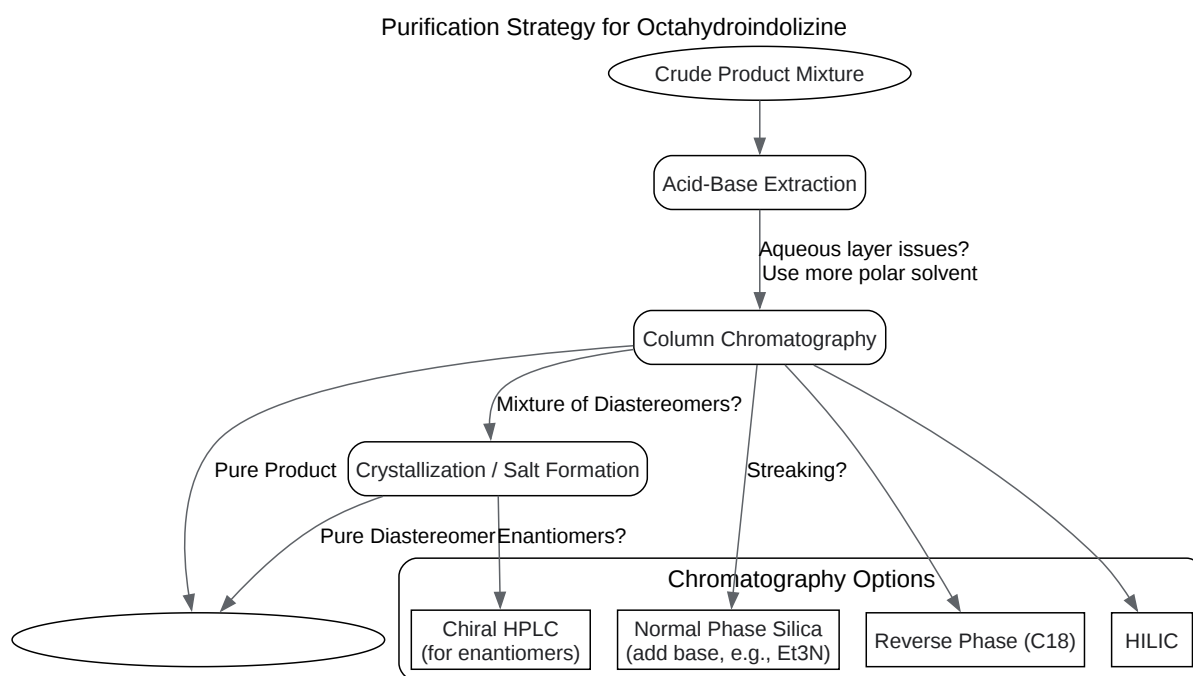 Purification Strategy for Octahydroindolizine
Crude Product Mixture
Acid-Base Extraction
Aqueous layer issues?
Use more polar solvent
Column Chromatography
Mixture of Diastereomers?
Pure Product
Crystallization / Salt Formation
Streaking?
Pure Diastereomer
Enantiomers?
Chromatography Options
Chiral HPLC
(for enantiomers)
Normal Phase Silica
(add base, e.g., Et3N)
Reverse Phase (C18)
HILIC